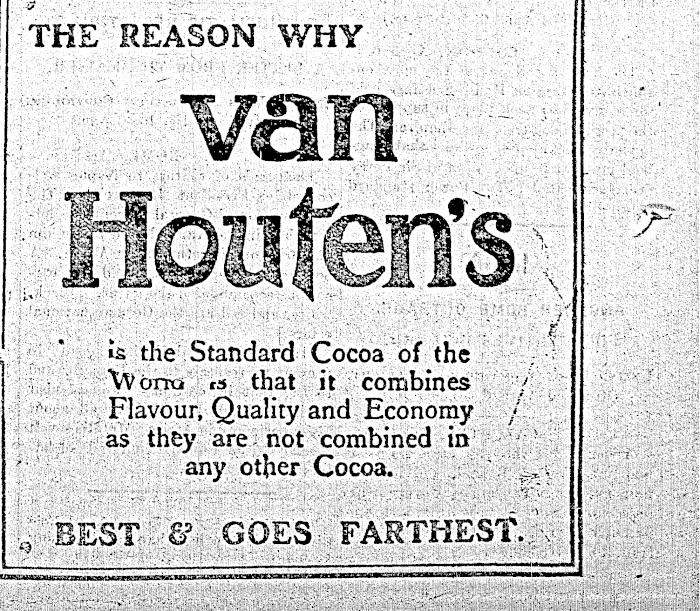 THE REASON WHY
van
Houten's
is the Standard Cocoa of the
World is that it combines
Flavour, Quality and Economy
as they are not combined in
any other Cocoa.
BEST & GOES FARTHEST.